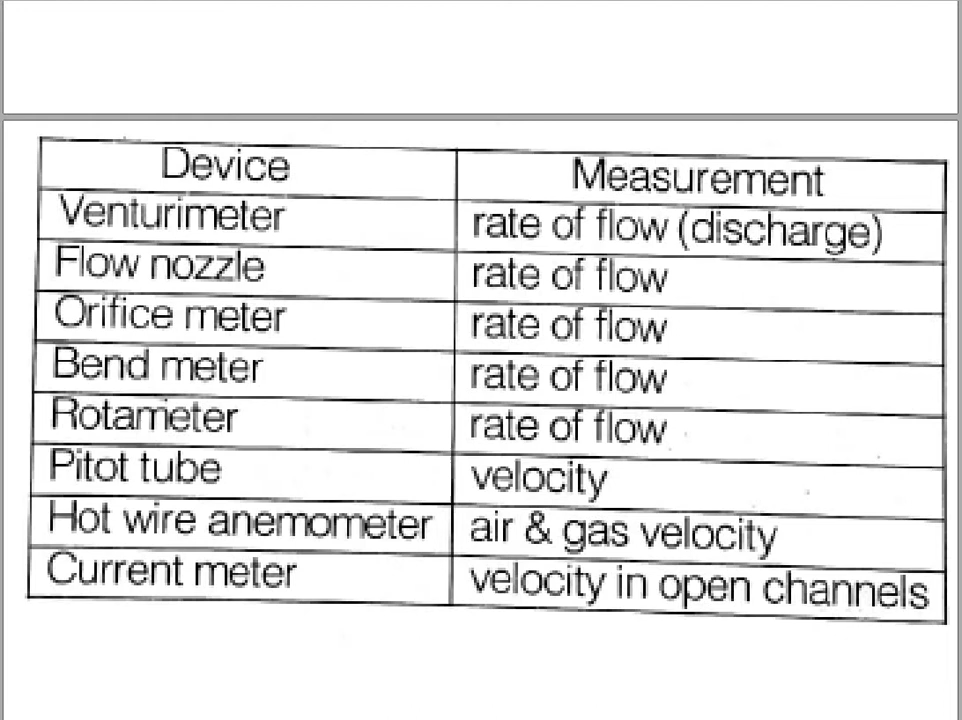 Device Measurement
Venturimeter rate of flow (discharge)
Flow nozzle rate of flow
Orifice meter rate of flow
Bend meter rate of flow
Rotameter rate of flow
Pitot tube velocity
Hot wire anemometer air & gas velocity
Current meter velocity in open channels